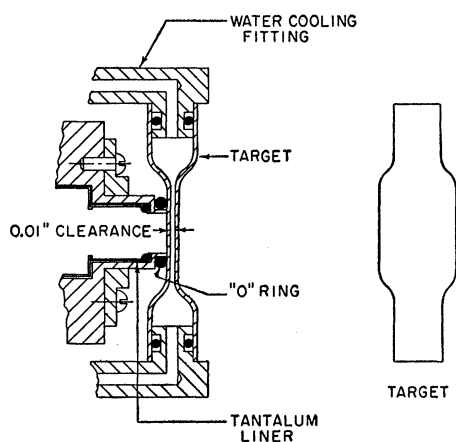 WATER COOLING
FITTING
TARGET
0.01" CLEARANCE
"O" RING
TARGET
TANTALUM
LINER